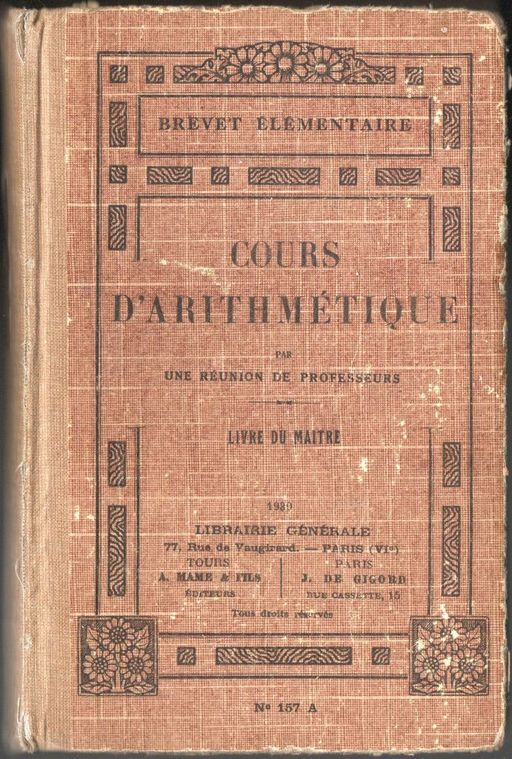 BREVET ÉLÉMENTAIRE
COURS
D'ARITHMÉTIQUE
PAR
UNE RÉUNION DE PROFESSEURS
LIVRE DU MAITRE
LIBRAIRIE GÉNÉRALE
77, Rue de Vaugirard. — PARIS (VIe)
TOURS
A. MAME & FILS
ÉDITEURS
PARIS
J. DE GIGORD
RUE CASSETTE, 15
Tous droits réservés
No 157 A